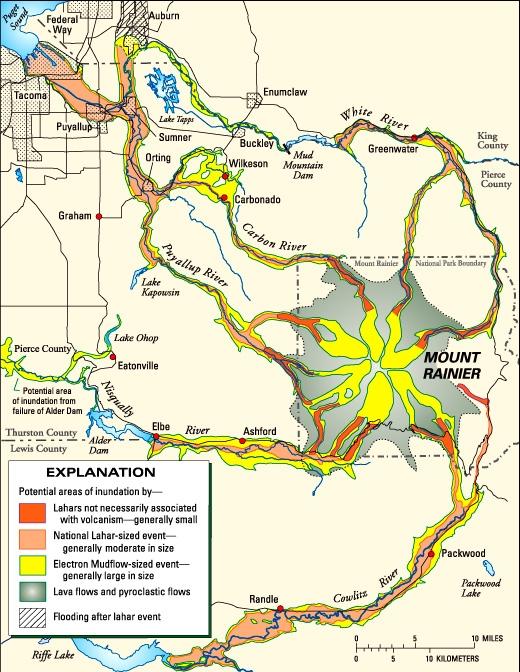 Puget
Sound
Federal
Way
Auburn
Tacoma
Enumclaw
Lake Tapps
Puyallup
Sumner
Buckley
Orting
Wilkeson
Mud
Mountain
Dam
White River
Greenwater
King
County
Pierce
County
Carbonado
Graham
Carbon River
Puyallup River
Mount Rainier
National Park Boundary
Lake
Kapowsin
Lake Ohop
Pierce County
Eatonville
MOUNT
RAINIER
Potential area
of inundation from
failure of Alder Dam
Nisqually
River
Thurston County
Lewis County
Alder
Dam
Elbe
Ashford
EXPLANATION
Potential areas of inundation by—
Lahars not necessarily associated
with volcanism—generally small
National Lahar-sized event—
generally moderate in size
Electron Mudflow-sized event—
generally large in size
Lava flows and pyroclastic flows
Flooding after lahar event
Packwood
Packwood
Lake
Randle
Cowlitz River
Riffe Lake
0 5 10 MILES
0 5 10 KILOMETERS